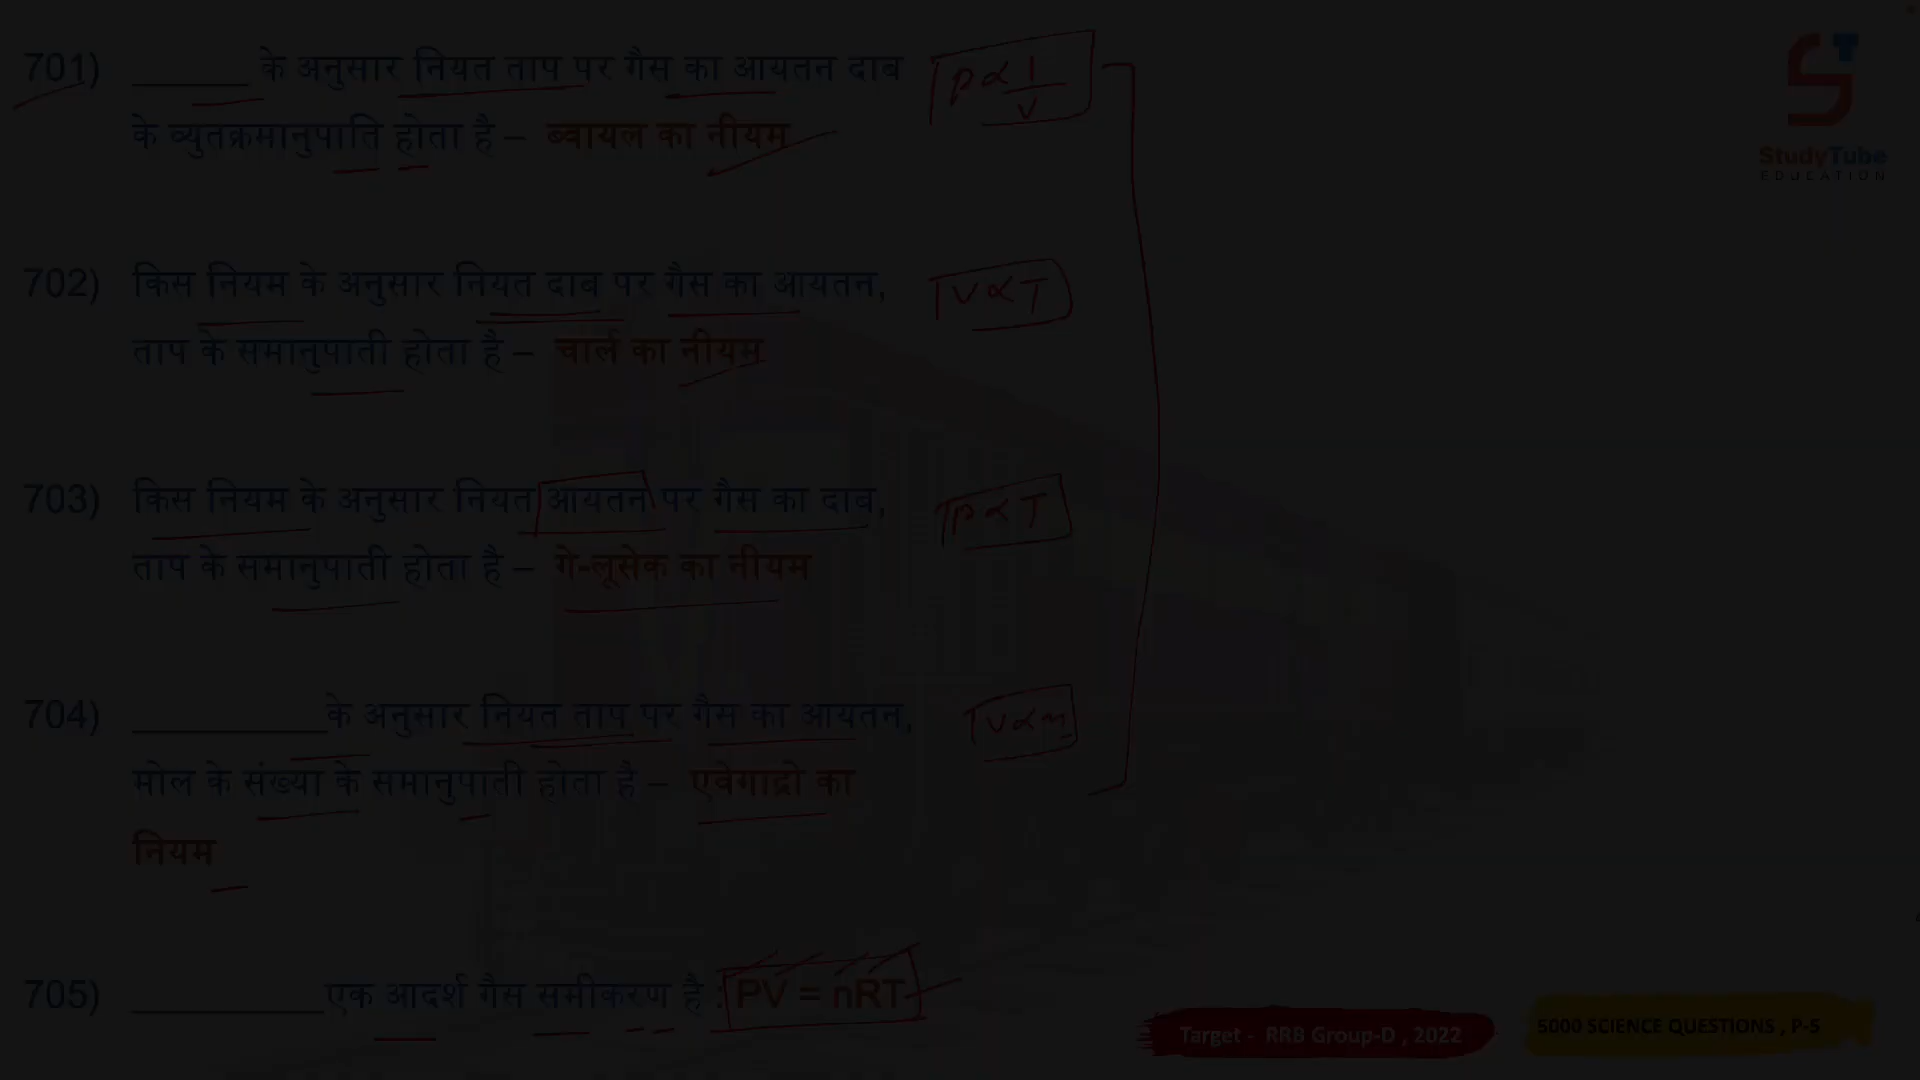 701) ______ के अनुसार नियत ताप पर गैस का आयतन दाब
के व्युतक्रमानुपाति होता है – ब्वायल का नीयम
P∝1/V
702) किस नियम के अनुसार नियत दाब पर गैस का आयतन,
ताप के समानुपाती होता है – चार्ल का नीयम
V∝T
703) किस नियम के अनुसार नियत आयतन पर गैस का दाब,
ताप के समानुपाती होता है – गे-लूसेक का नीयम
P∝T
704) _________ के अनुसार नियत ताप पर गैस का आयतन,
मोल के संख्या के समानुपाती होता है – एवेगाद्रो का
नियम
V∝n
705) _________ एक आदर्श गैस समीकरण है : PV = nRT
StudyTube
EDUCATION
Target - RRB Group-D , 2022
5000 SCIENCE QUESTIONS , P-5